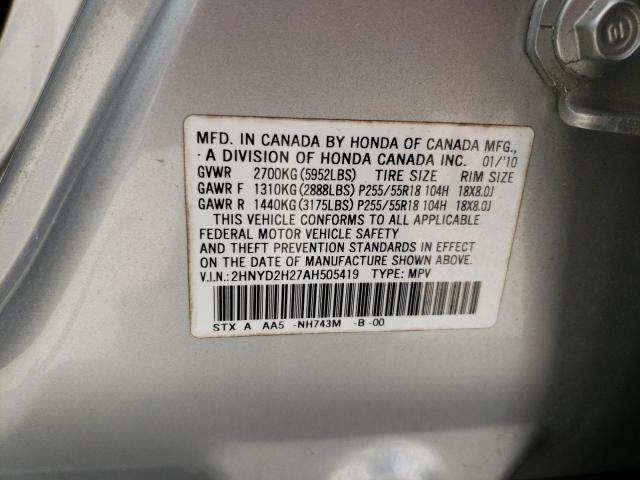 MFD. IN CANADA BY HONDA OF CANADA MFG.,
A DIVISION OF HONDA CANADA INC. 01/'10
GVWR 2700KG(5952LBS) TIRE SIZE RIM SIZE
GAWR F 1310KG(2888LBS)P255/55R18 104H 18X8.0J
GAWR R 1440KG(3175LBS)P255/55R18 104H 18X8.0J
THIS VEHICLE CONFORMS TO ALL APPLICABLE
FEDERAL MOTOR VEHICLE SAFETY
AND THEFT PREVENTION STANDARDS IN EFFECT
ON THE DATE OF MANUFACTURE SHOWN ABOVE.
V.I.N.:2HNYD2H27AH505419 TYPE: MPV
STX A AA5 -NH743M -B -00